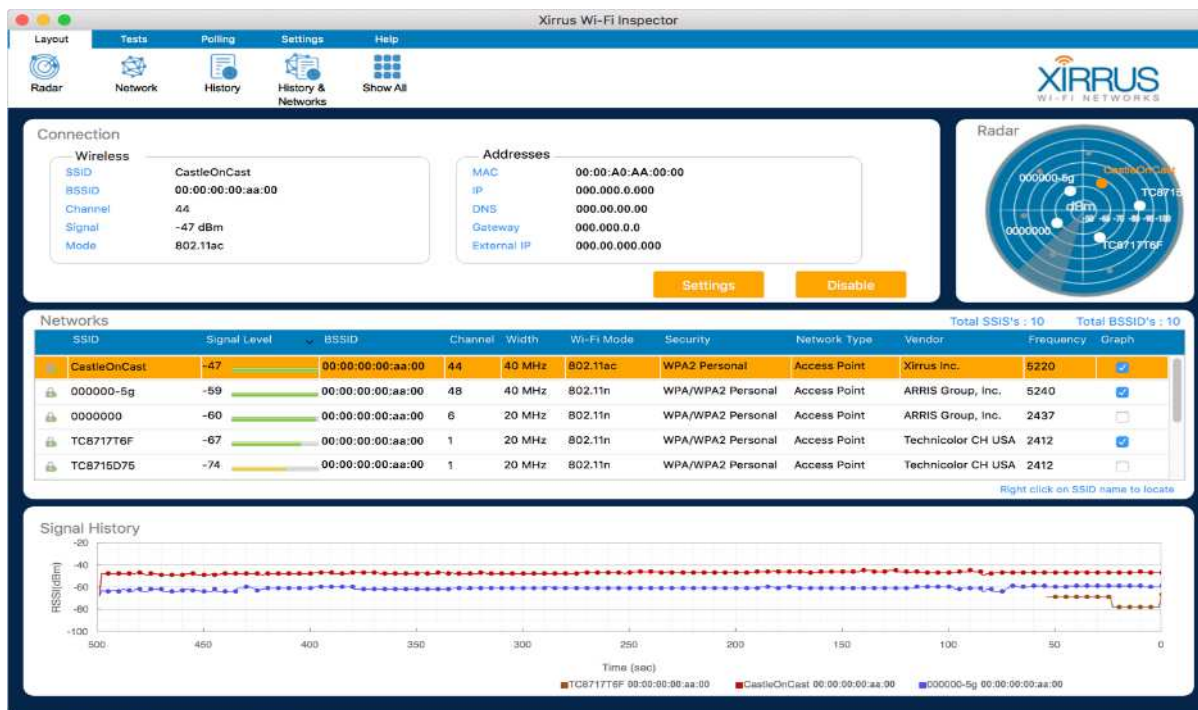 Xirrus Wi-Fi Inspector
Layout Tests Polling Settings Help
Radar Network History History & Networks Show All
XIRRUS
WI-FI NETWORKS
Connection
Wireless
SSID CastleOnCast
BSSID 00:00:00:00:aa:00
Channel 44
Signal -47 dBm
Mode 802.11ac
Addresses
MAC 00:00:A0:AA:00:00
IP 000.000.0.000
DNS 000.00.00.00
Gateway 000.000.0.0
External IP 000.00.000.000
Settings Disable
Radar
000000-5g CastleOnCast
TC8715
dBm
0000000
TC8717T6F
Networks
Total SSIS's : 10 Total BSSID's : 10
SSID Signal Level BSSID Channel Width Wi-Fi Mode Security Network Type Vendor Frequency Graph
CastleOnCast -47 00:00:00:00:aa:00 44 40 MHz 802.11ac WPA2 Personal Access Point Xirrus Inc. 5220
000000-5g -59 00:00:00:00:aa:00 48 40 MHz 802.11n WPA/WPA2 Personal Access Point ARRIS Group, Inc. 5240
0000000 -60 00:00:00:00:aa:00 6 20 MHz 802.11n WPA/WPA2 Personal Access Point ARRIS Group, Inc. 2437
TC8717T6F -67 00:00:00:00:aa:00 1 20 MHz 802.11n WPA/WPA2 Personal Access Point Technicolor CH USA 2412
TC8715D75 -74 00:00:00:00:aa:00 1 20 MHz 802.11n WPA/WPA2 Personal Access Point Technicolor CH USA 2412
Right click on SSID name to locate
Signal History
RSSI(dBm)
-20
-40
-60
-80
-100
500 450 400 350 300 250 200 150 100 50 0
Time (sec)
TC8717T6F 00:00:00:00:aa:00 CastleOnCast 00:00:00:00:aa:00 000000-5g 00:00:00:00:aa:00